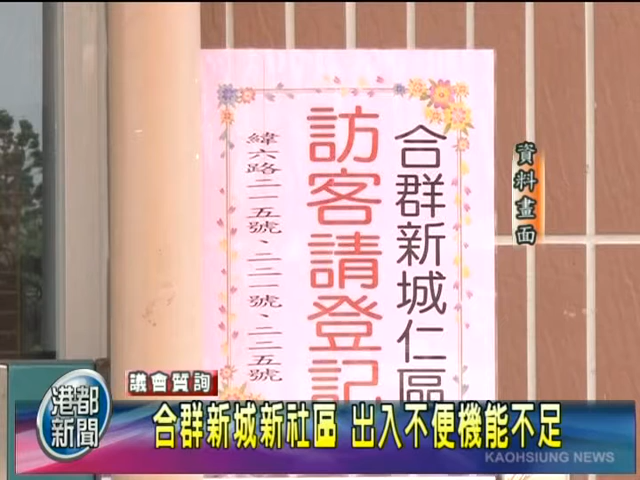 合群新城仁區
訪客請登記
緯六路二一五號、二二一號、二二五號
資料畫面
議會質詢
港都新聞
合群新城新社區 出入不便機能不足
KAOHSIUNG NEWS